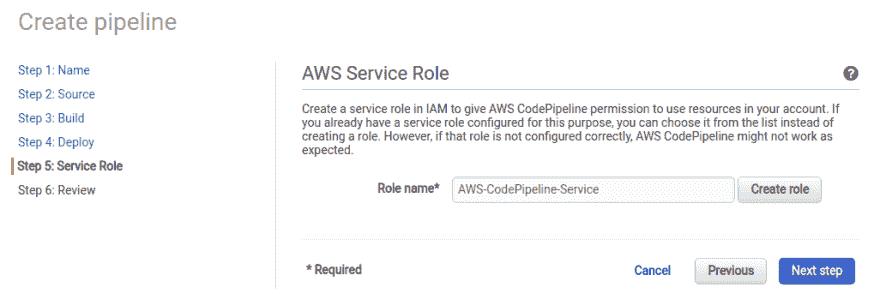 Create pipeline
Step 1: Name
Step 2: Source
Step 3: Build
Step 4: Deploy
Step 5: Service Role
Step 6: Review
AWS Service Role
?
Create a service role in IAM to give AWS CodePipeline permission to use resources in your account. If
you already have a service role configured for this purpose, you can choose it from the list instead of
creating a role. However, if that role is not configured correctly, AWS CodePipeline might not work as
expected.
Role name* AWS-CodePipeline-Service Create role
* Required Cancel Previous Next step